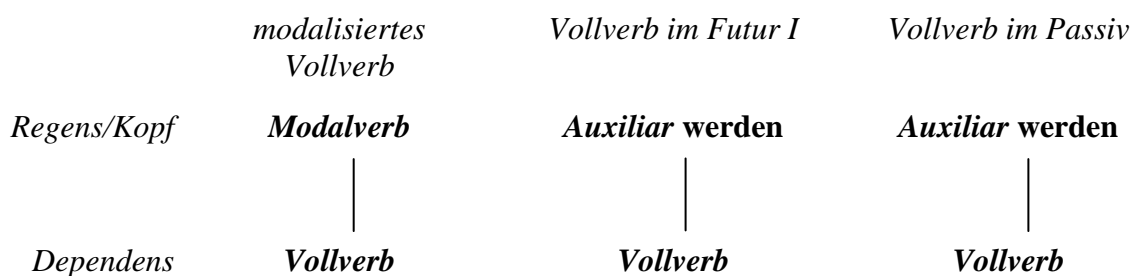 modalisiertes Vollverb im Futur I Vollverb im Passiv
Vollverb
Regens/Kopf Modalverb Auxiliar werden Auxiliar werden
Dependens Vollverb Vollverb Vollverb